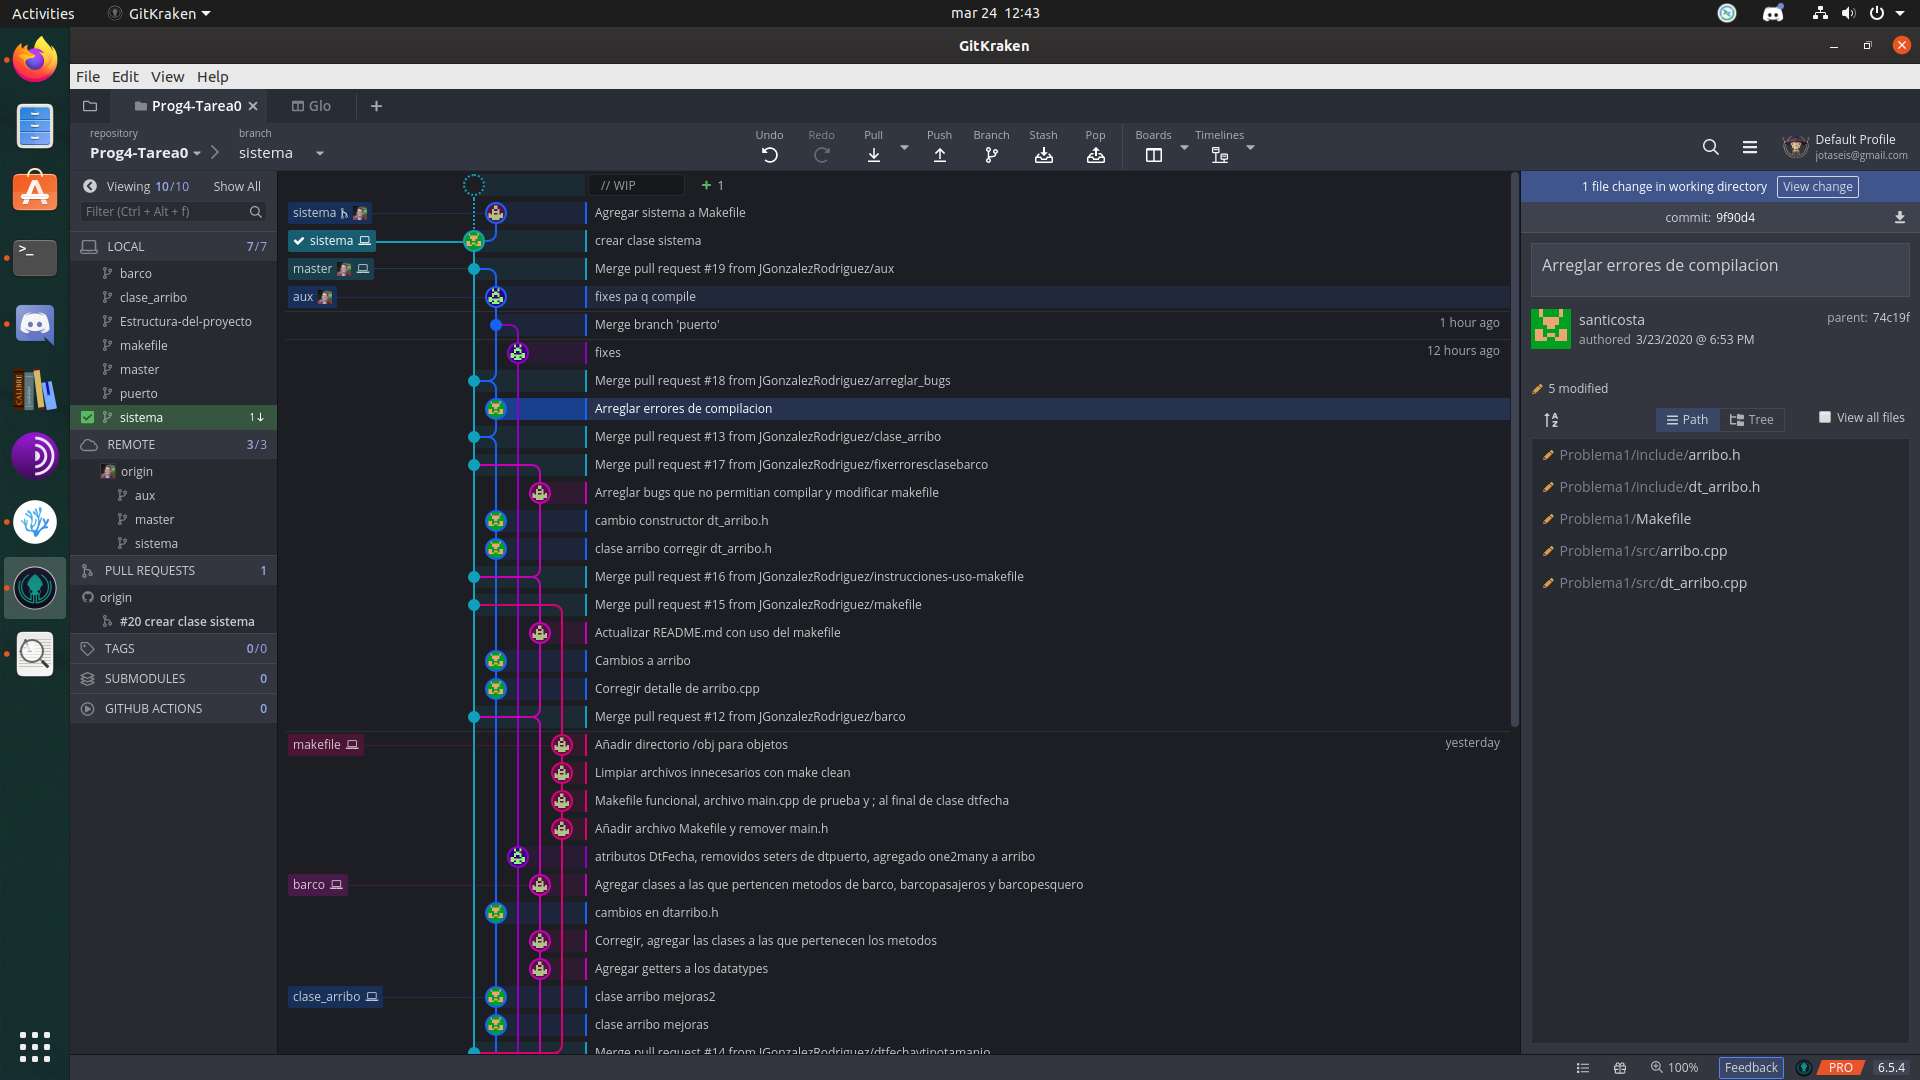 Activities
GitKraken
mar 24 12:43
GitKraken
File Edit View Help
Prog4-Tarea0
Glo
repository
Prog4-Tarea0
branch
sistema
Undo
Redo
Pull
Push
Branch
Stash
Pop
Boards
Timelines
Default Profile
jotaseis@gmail.com
Viewing 10/10 Show All
Filter (Ctrl + Alt + f)
LOCAL 7/7
barco
clase_arribo
Estructura-del-proyecto
makefile
master
puerto
sistema 1↓
REMOTE 3/3
origin
aux
master
sistema
PULL REQUESTS 1
origin
#20 crear clase sistema
TAGS 0/0
SUBMODULES 0
GITHUB ACTIONS 0
// WIP + 1
sistema Agregar sistema a Makefile
sistema crear clase sistema
master Merge pull request #19 from JGonzalezRodriguez/aux
aux fixes pa q compile
Merge branch 'puerto' 1 hour ago
fixes 12 hours ago
Merge pull request #18 from JGonzalezRodriguez/arreglar_bugs
Arreglar errores de compilacion
Merge pull request #13 from JGonzalezRodriguez/clase_arribo
Merge pull request #17 from JGonzalezRodriguez/fixerroresclasebarco
Arreglar bugs que no permitian compilar y modificar makefile
cambio constructor dt_arribo.h
clase arribo corregir dt_arribo.h
Merge pull request #16 from JGonzalezRodriguez/instrucciones-uso-makefile
Merge pull request #15 from JGonzalezRodriguez/makefile
Actualizar README.md con uso del makefile
Cambios a arribo
Corregir detalle de arribo.cpp
Merge pull request #12 from JGonzalezRodriguez/barco
makefile Añadir directorio /obj para objetos yesterday
Limpiar archivos innecesarios con make clean
Makefile funcional, archivo main.cpp de prueba y ; al final de clase dtfecha
Añadir archivo Makefile y remover main.h
atributos DtFecha, removidos seters de dtpuerto, agregado one2many a arribo
barco Agregar clases a las que pertencen metodos de barco, barcopasajeros y barcopesquero
cambios en dtarribo.h
Corregir, agregar las clases a las que pertenecen los metodos
Agregar getters a los datatypes
clase_arribo clase arribo mejoras2
clase arribo mejoras
Merge pull request #14 from JGonzalezRodriguez/dtfechaytipotamanio
1 file change in working directory View change
commit: 9f90d4
Arreglar errores de compilacion
santicosta
authored 3/23/2020 @ 6:53 PM
parent: 74c19f
5 modified
Path Tree View all files
Problema1/include/arribo.h
Problema1/include/dt_arribo.h
Problema1/Makefile
Problema1/src/arribo.cpp
Problema1/src/dt_arribo.cpp
100% Feedback PRO 6.5.4
CALIBRE